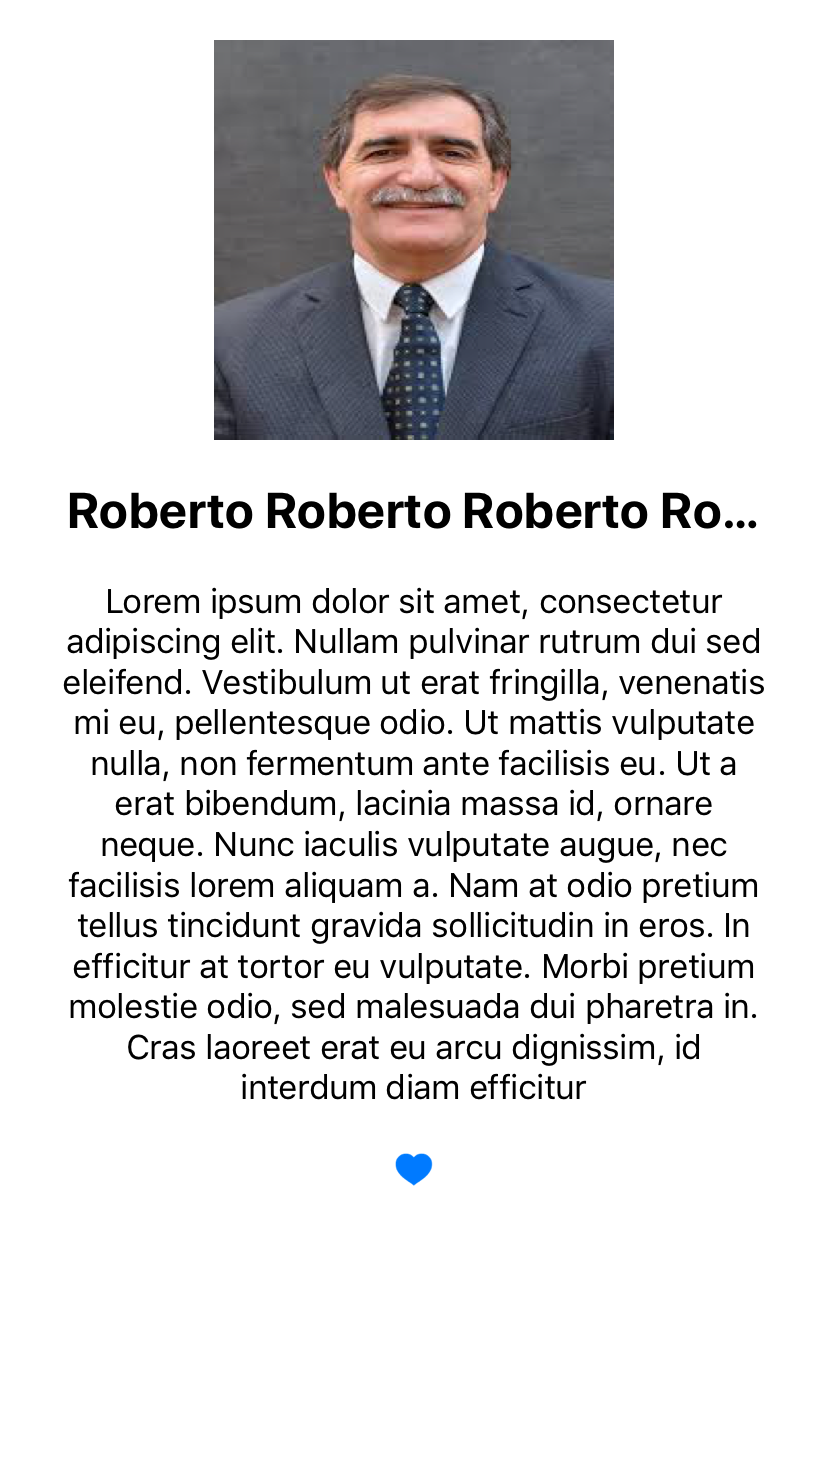 Roberto Roberto Roberto Ro...
Lorem ipsum dolor sit amet, consectetur
adipiscing elit. Nullam pulvinar rutrum dui sed
eleifend. Vestibulum ut erat fringilla, venenatis
mi eu, pellentesque odio. Ut mattis vulputate
nulla, non fermentum ante facilisis eu. Ut a
erat bibendum, lacinia massa id, ornare
neque. Nunc iaculis vulputate augue, nec
facilisis lorem aliquam a. Nam at odio pretium
tellus tincidunt gravida sollicitudin in eros. In
efficitur at tortor eu vulputate. Morbi pretium
molestie odio, sed malesuada dui pharetra in.
Cras laoreet erat eu arcu dignissim, id
interdum diam efficitur